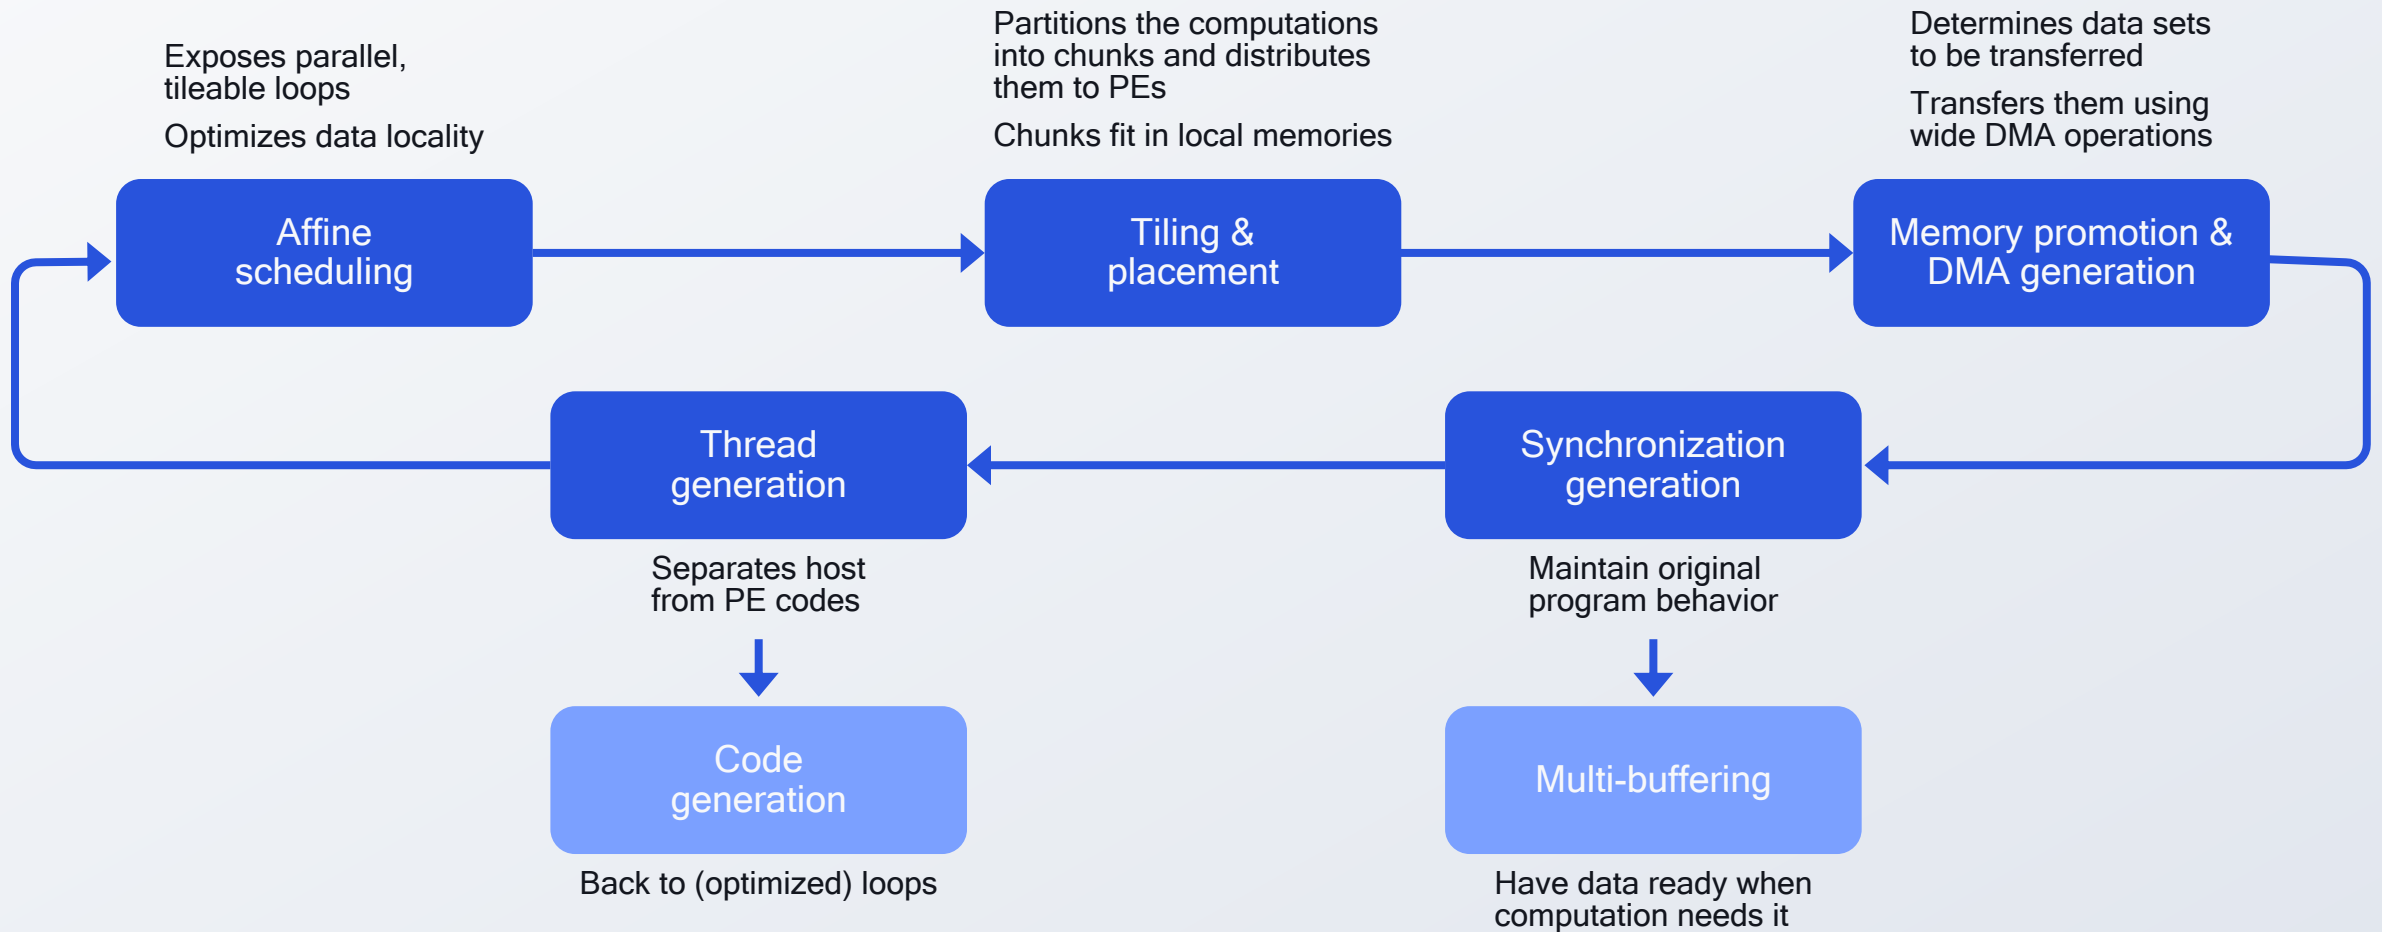 Exposes parallel,
tileable loops
Optimizes data locality
Partitions the computations
into chunks and distributes
them to PEs
Chunks fit in local memories
Determines data sets
to be transferred
Transfers them using
wide DMA operations
Affine
scheduling
Tiling &
placement
Memory promotion &
DMA generation
Thread
generation
Synchronization
generation
Separates host
from PE codes
Maintain original
program behavior
Code
generation
Multi-buffering
Back to (optimized) loops
Have data ready when
computation needs it